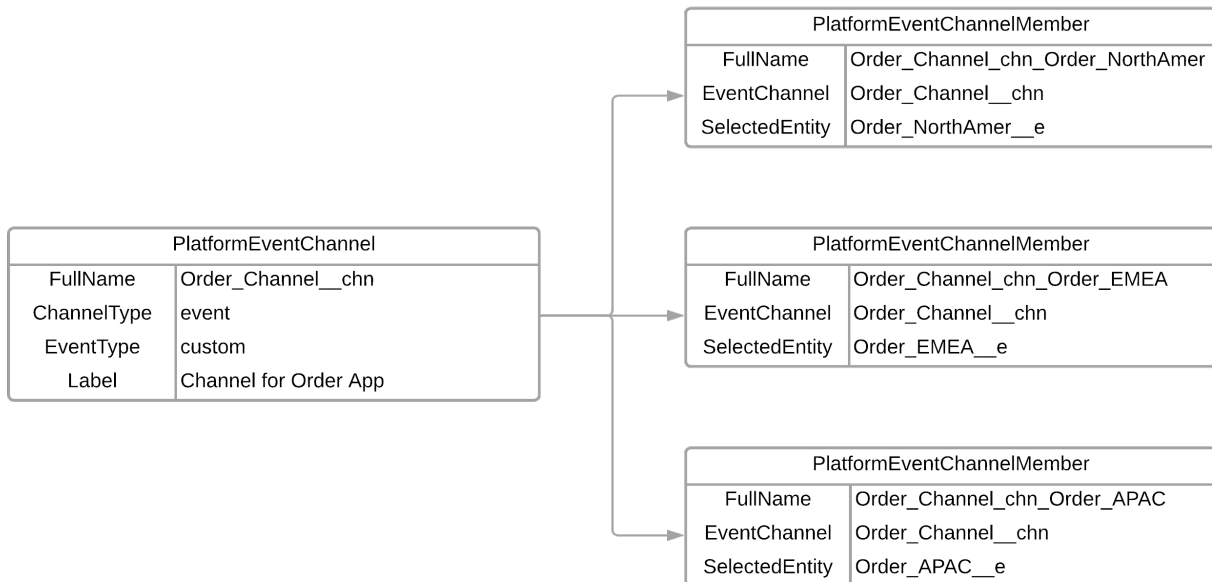 PlatformEventChannelMember
FullName Order_Channel_chn_Order_NorthAmer
EventChannel Order_Channel__chn
SelectedEntity Order_NorthAmer__e
PlatformEventChannel
FullName Order_Channel__chn
ChannelType event
EventType custom
Label Channel for Order App
PlatformEventChannelMember
FullName Order_Channel_chn_Order_EMEA
EventChannel Order_Channel__chn
SelectedEntity Order_EMEA__e
PlatformEventChannelMember
FullName Order_Channel_chn_Order_APAC
EventChannel Order_Channel__chn
SelectedEntity Order_APAC__e